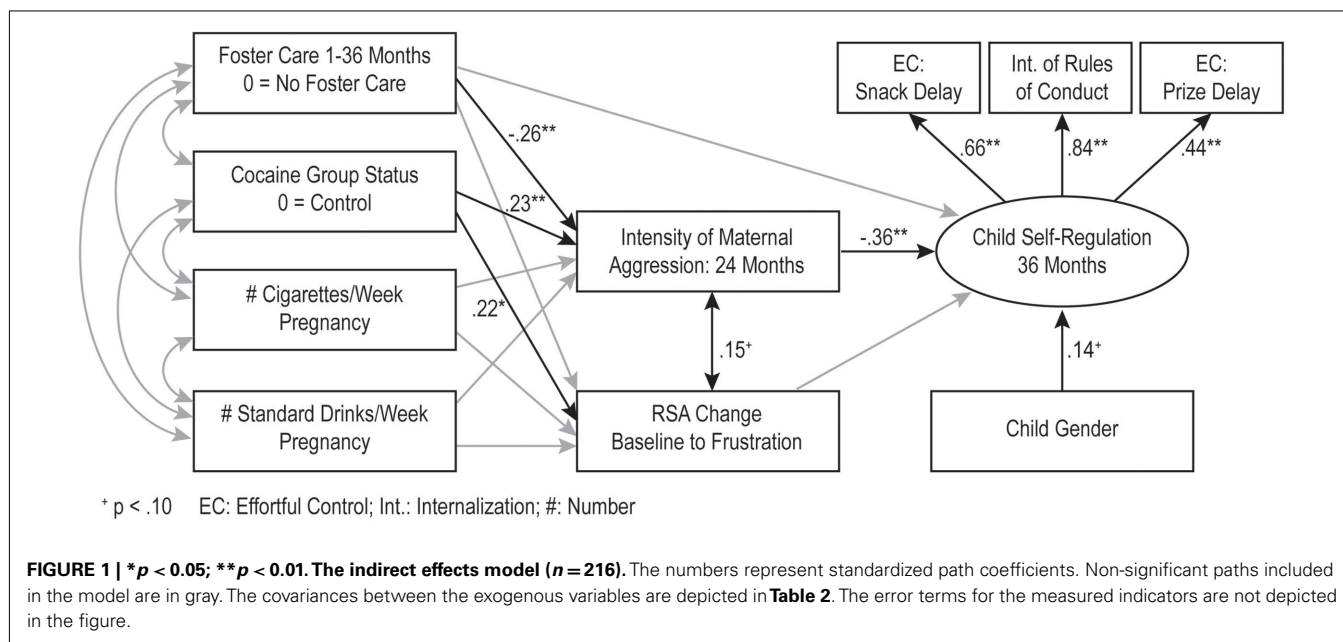 Foster Care 1-36 Months
0 = No Foster Care
Cocaine Group Status
0 = Control
# Cigarettes/Week
Pregnancy
# Standard Drinks/Week
Pregnancy
-.26**
.23**
.22*
Intensity of Maternal
Aggression: 24 Months
.15⁺
RSA Change
Baseline to Frustration
-.36**
EC:
Snack Delay
Int. of Rules
of Conduct
EC:
Prize Delay
.66**
.84**
.44**
Child Self-Regulation
36 Months
.14⁺
Child Gender
⁺ p < .10 EC: Effortful Control; Int.: Internalization; #: Number
FIGURE 1 | *p < 0.05; **p < 0.01. The indirect effects model (n = 216). The numbers represent standardized path coefficients. Non-significant paths included
in the model are in gray. The covariances between the exogenous variables are depicted in Table 2. The error terms for the measured indicators are not depicted
in the figure.